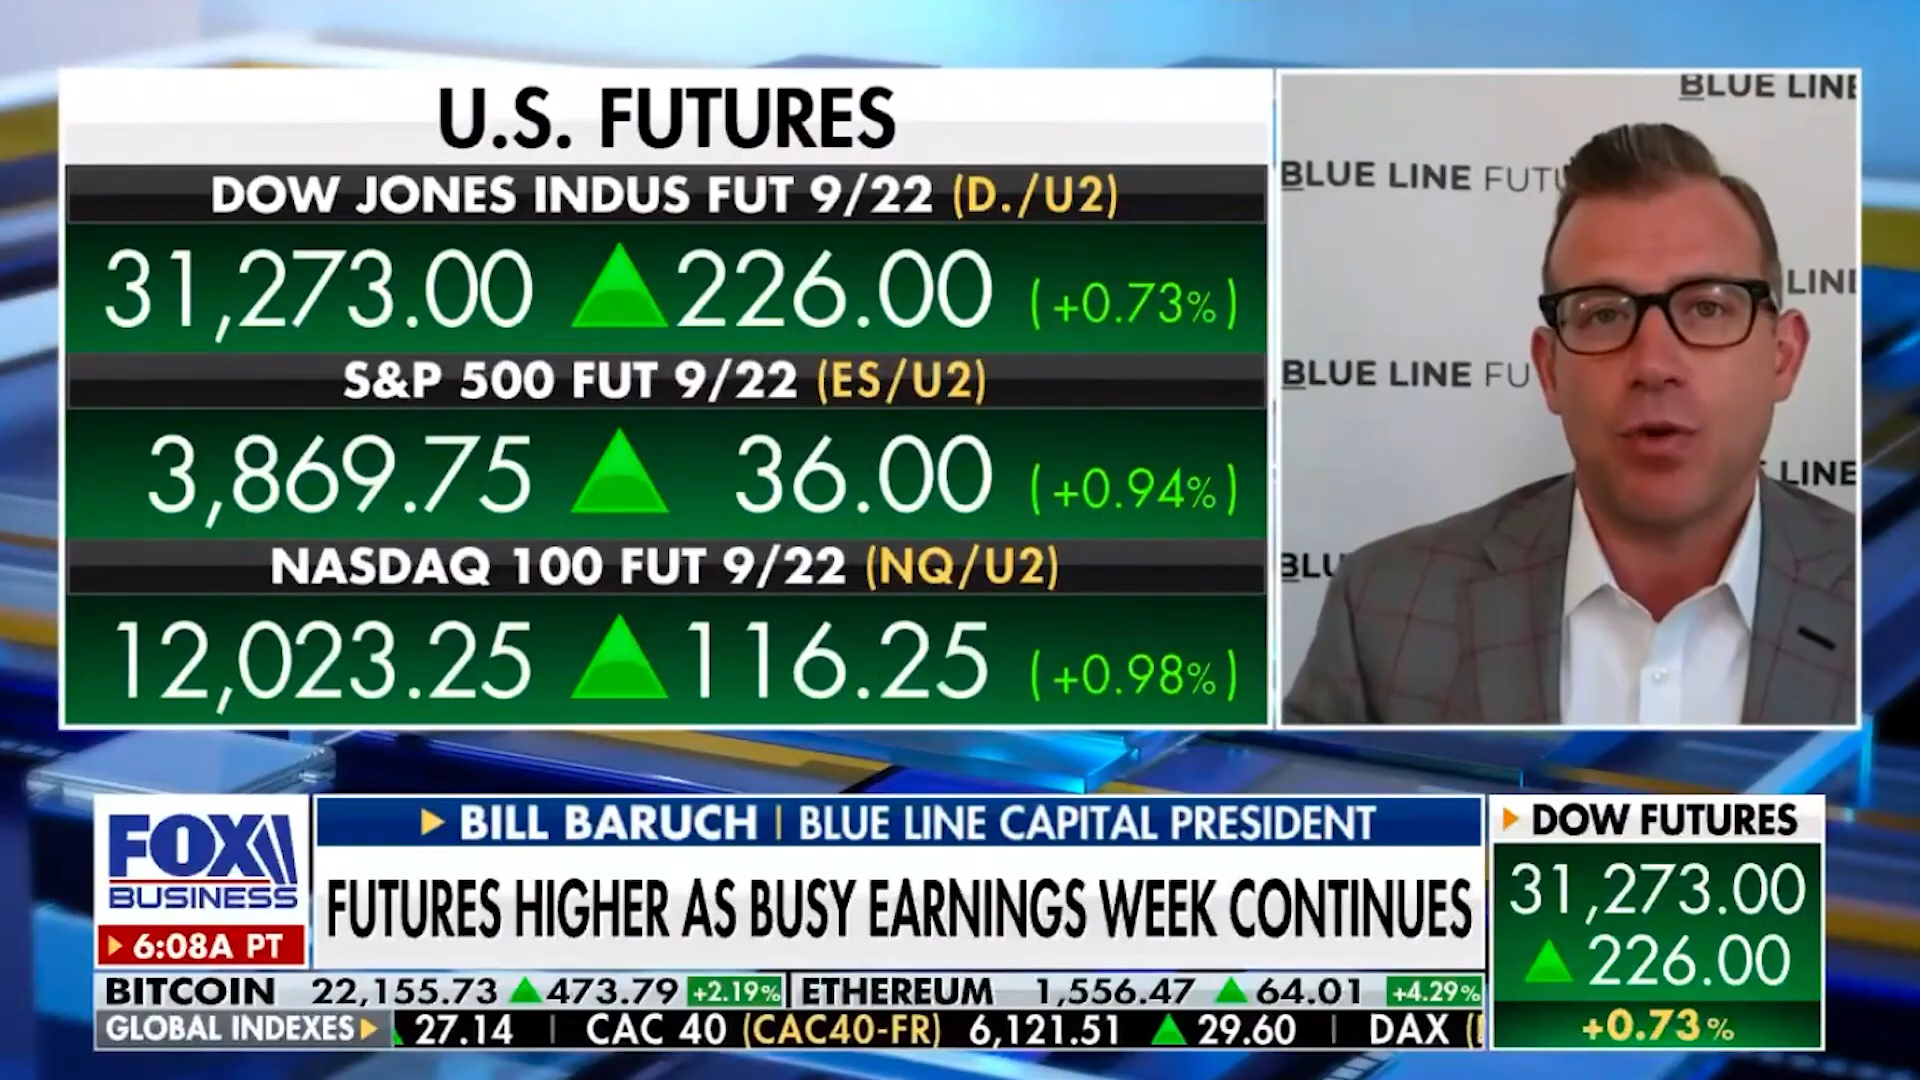 U.S. FUTURES
DOW JONES INDUS FUT 9/22 (D./U2)
31,273.00 ▲ 226.00 (+0.73%)
S&P 500 FUT 9/22 (ES/U2)
3,869.75 ▲ 36.00 (+0.94%)
NASDAQ 100 FUT 9/22 (NQ/U2)
12,023.25 ▲ 116.25 (+0.98%)
BLUE LINE
BLUE LINE FUTU
LINE
BLUE LINE FU
LINE
BLU
FOX
BUSINESS
6:08A PT
BILL BARUCH | BLUE LINE CAPITAL PRESIDENT
FUTURES HIGHER AS BUSY EARNINGS WEEK CONTINUES
DOW FUTURES
31,273.00
▲ 226.00
+0.73%
BITCOIN 22,155.73 ▲ 473.79 +2.19% ETHEREUM 1,556.47 ▲ 64.01 +4.29%
GLOBAL INDEXES 27.14 | CAC 40 (CAC40-FR) 6,121.51 ▲ 29.60 | DAX (